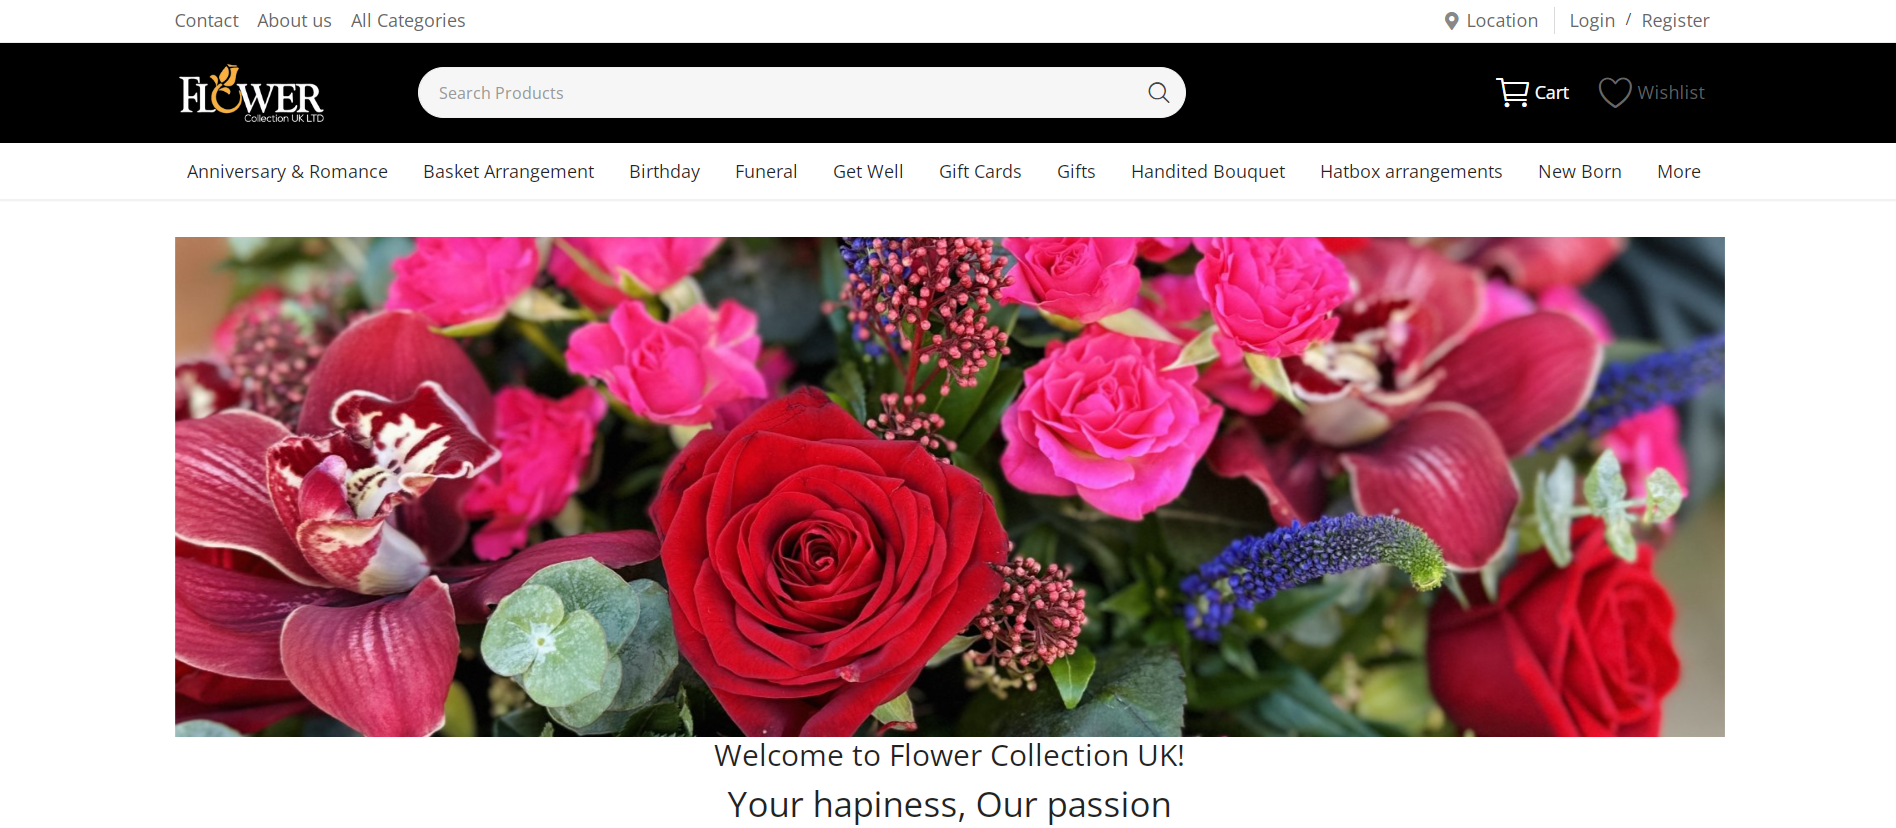 Contact About us All Categories
Location Login / Register
FLOWER
Collection UK LTD
Search Products
Cart Wishlist
Anniversary & Romance Basket Arrangement Birthday Funeral Get Well Gift Cards Gifts Handited Bouquet Hatbox arrangements New Born More
Welcome to Flower Collection UK!
Your hapiness, Our passion